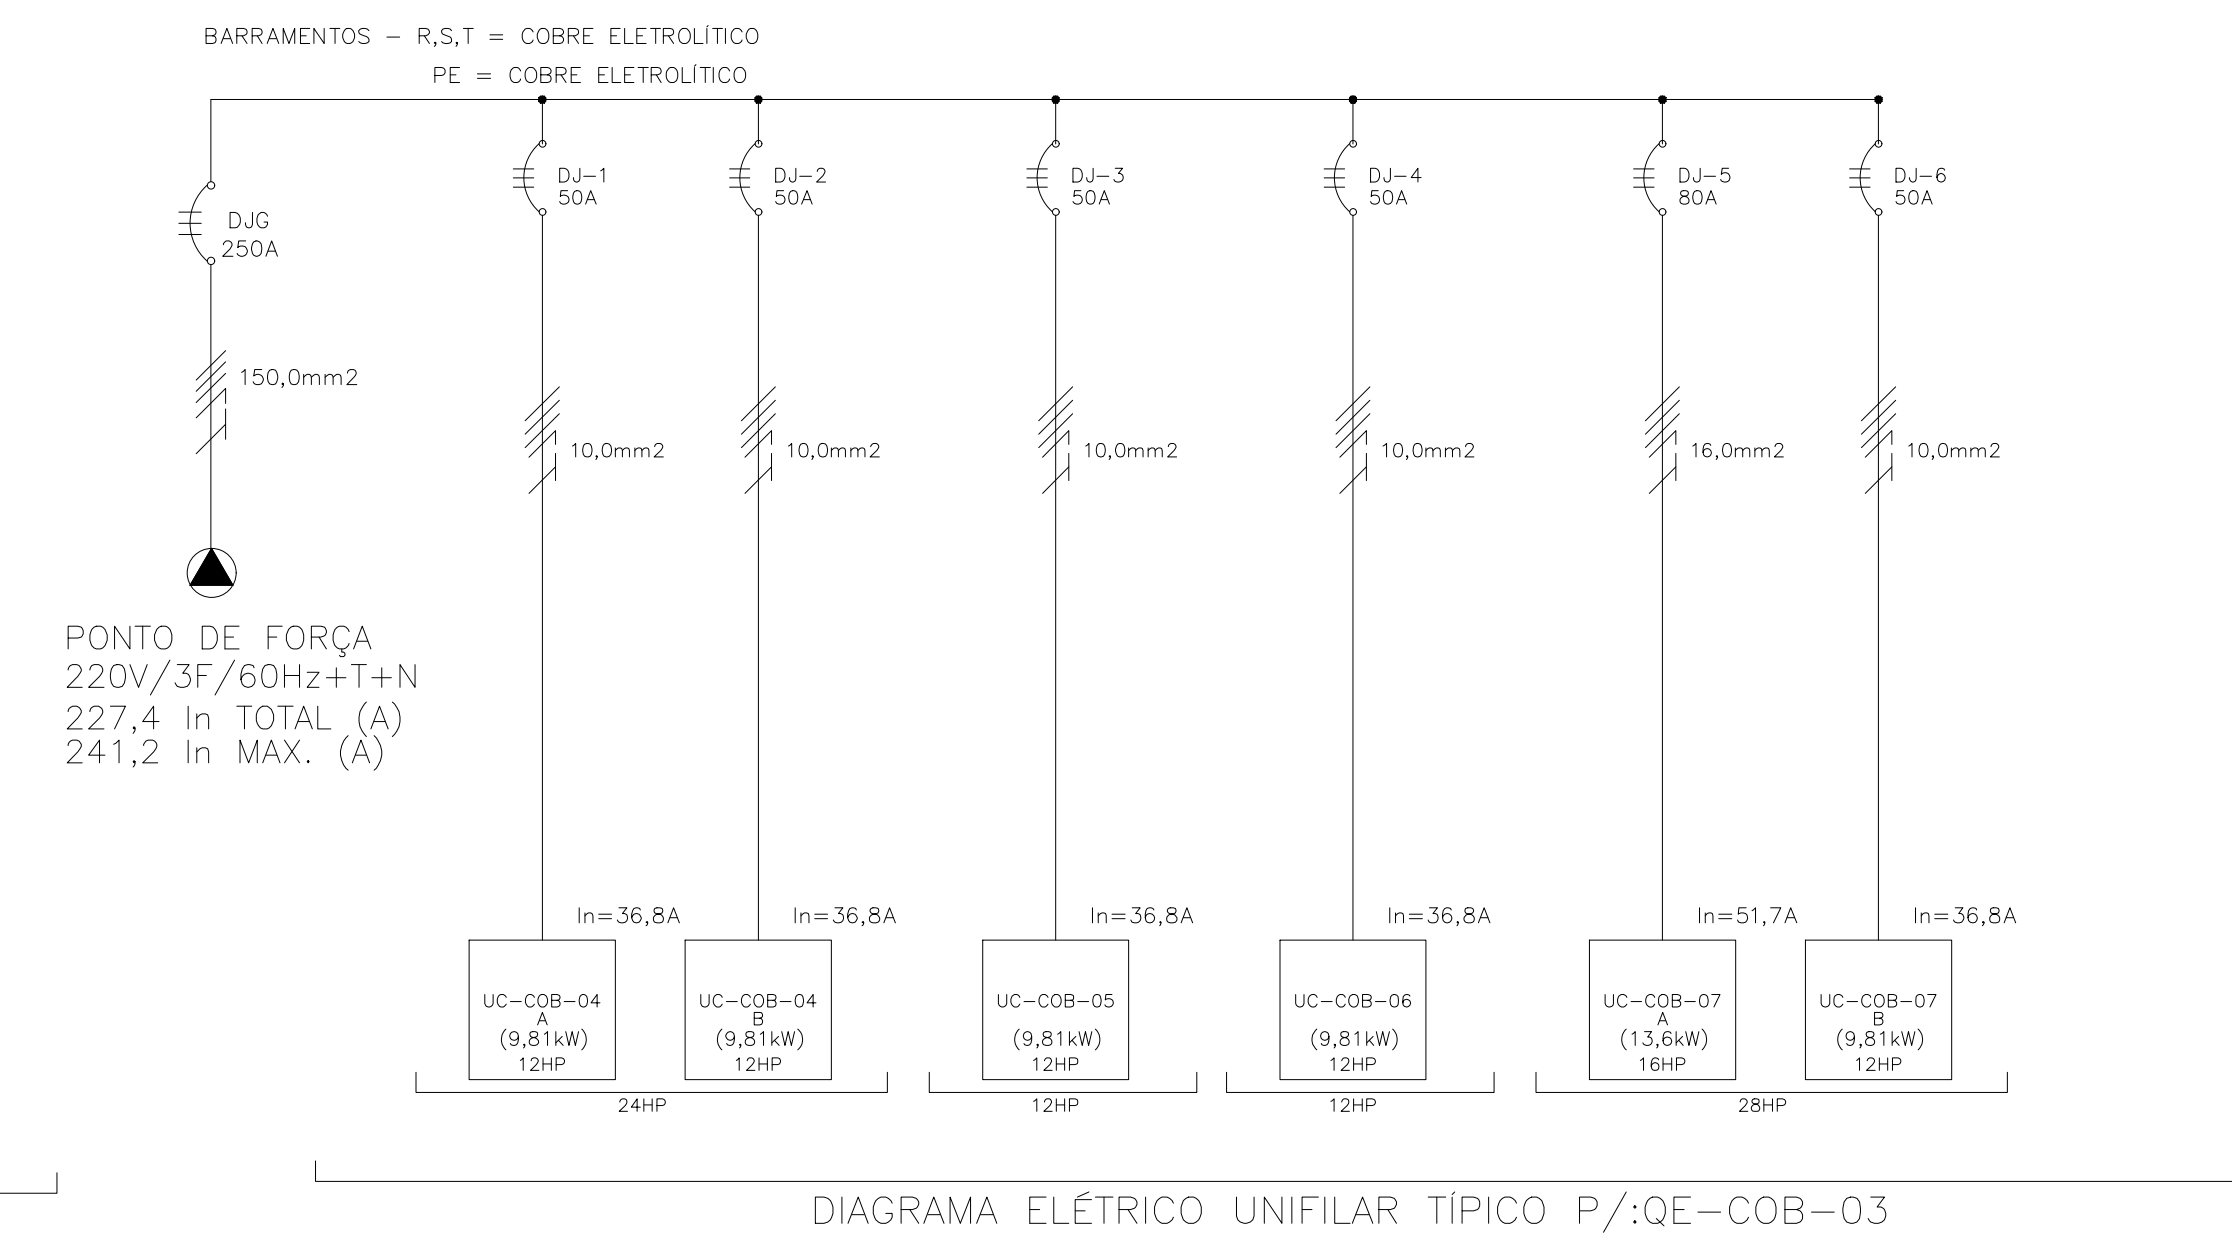 BARRAMENTOS - R,S,T = COBRE ELETROLÍTICO
PE = COBRE ELETROLÍTICO
DJG
250A
150,0mm2
PONTO DE FORÇA
220V/3F/60Hz+T+N
227,4 In TOTAL (A)
241,2 In MAX. (A)
DJ-1
50A
10,0mm2
In=36,8A
UC-COB-04
A
(9,81kW)
12HP
DJ-2
50A
10,0mm2
In=36,8A
UC-COB-04
B
(9,81kW)
12HP
24HP
DJ-3
50A
10,0mm2
In=36,8A
UC-COB-05
(9,81kW)
12HP
12HP
DJ-4
50A
10,0mm2
In=36,8A
UC-COB-06
(9,81kW)
12HP
12HP
DJ-5
80A
16,0mm2
In=51,7A
UC-COB-07
A
(13,6kW)
16HP
DJ-6
50A
10,0mm2
In=36,8A
UC-COB-07
B
(9,81kW)
12HP
28HP
DIAGRAMA ELÉTRICO UNIFILAR TÍPICO P/:QE-COB-03